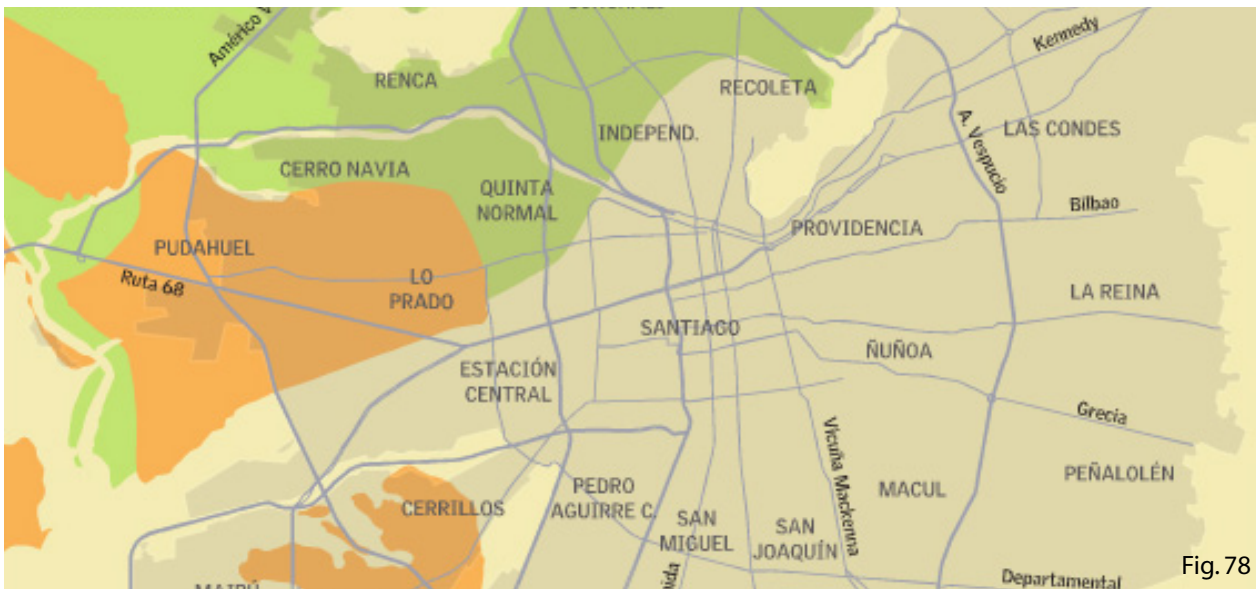 Américo V
RENCA
RECOLETA
Kennedy
INDEPEND.
LAS CONDES
A. Vespucio
CERRO NAVIA
QUINTA
NORMAL
Bilbao
PROVIDENCIA
PUDAHUEL
Ruta 68
LO
PRADO
LA REINA
SANTIAGO
ÑUÑOA
ESTACIÓN
CENTRAL
Grecia
Vicuña Mackenna
PEÑALOLÉN
MACUL
CERRILLOS
PEDRO
AGUIRRE C.
SAN
MIGUEL
SAN
JOAQUÍN
Departamental
Fig. 78